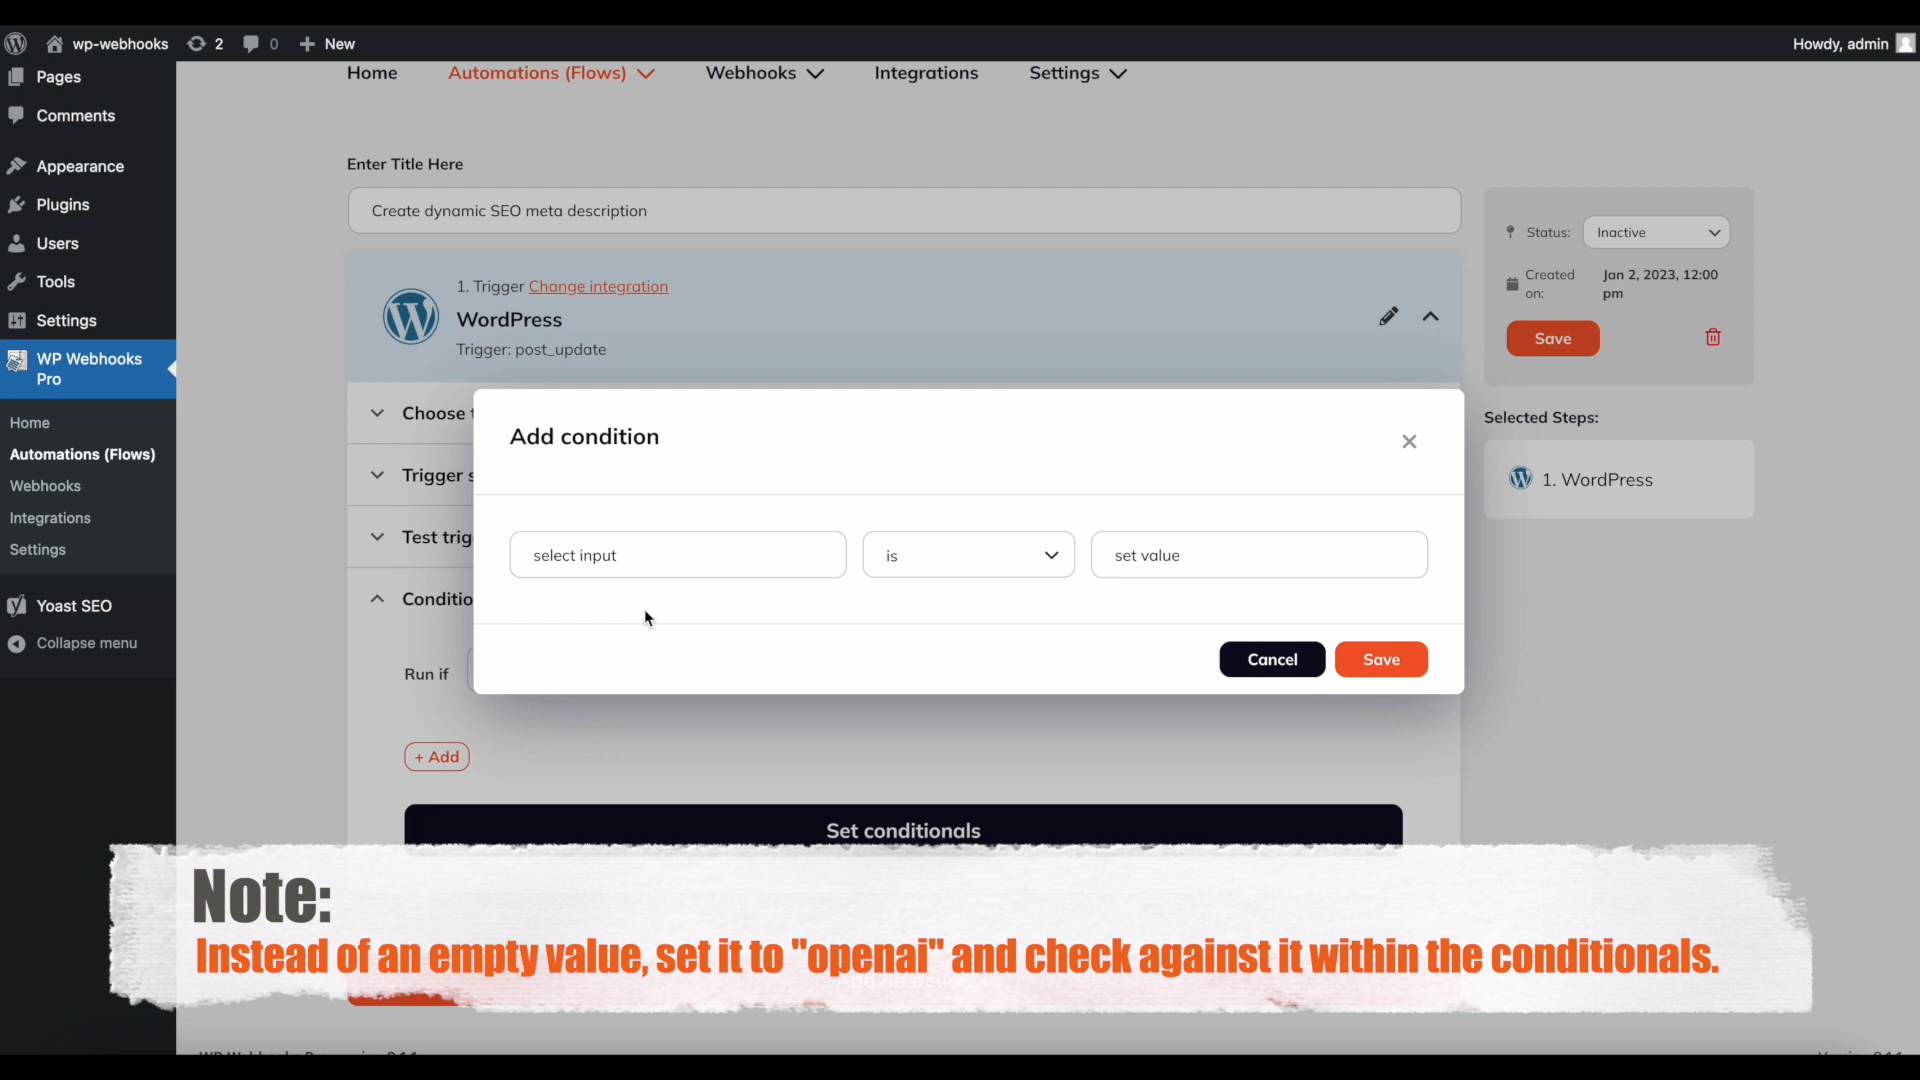 wp-webhooks 2 0 + New Howdy, admin
Pages
Comments
Appearance
Plugins
Users
Tools
Settings
WP Webhooks
Pro
Home
Automations (Flows)
Webhooks
Integrations
Settings
Yoast SEO
Collapse menu
Home Automations (Flows) Webhooks Integrations Settings
Enter Title Here
Create dynamic SEO meta description
1. Trigger Change integration
WordPress
Trigger: post_update
Choose
Trigger
Test trig
Conditio
Run if
+ Add
Set conditionals
Add condition
select input is set value
Cancel Save
Status: Inactive
Created
on:
Jan 2, 2023, 12:00
pm
Save
Selected Steps:
1. WordPress
Note:
Instead of an empty value, set it to "openai" and check against it within the conditionals.